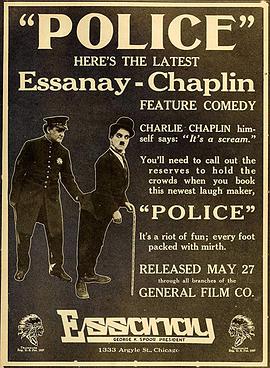 "POLICE"
HERE'S THE LATEST
Essanay-Chaplin
FEATURE COMEDY
CHARLIE CHAPLIN him-
self says: "It's a scream."
You'll need to call out the
reserves to hold the
crowds when you book
this newest laugh maker,
"POLICE"
It's a riot of fun; every foot
packed with mirth.
RELEASED MAY 27
through all branches of the
GENERAL FILM CO.
Essanay
GEORGE K. SPOOR PRESIDENT
1333 Argyle St., Chicago